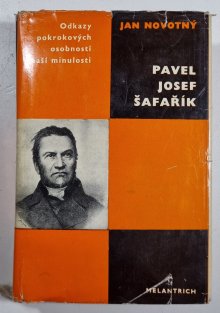 Odkazy
pokrokových
osobností
naší minulosti
JAN NOVOTNÝ
PAVEL
JOSEF
ŠAFAŘÍK
MELANTRICH